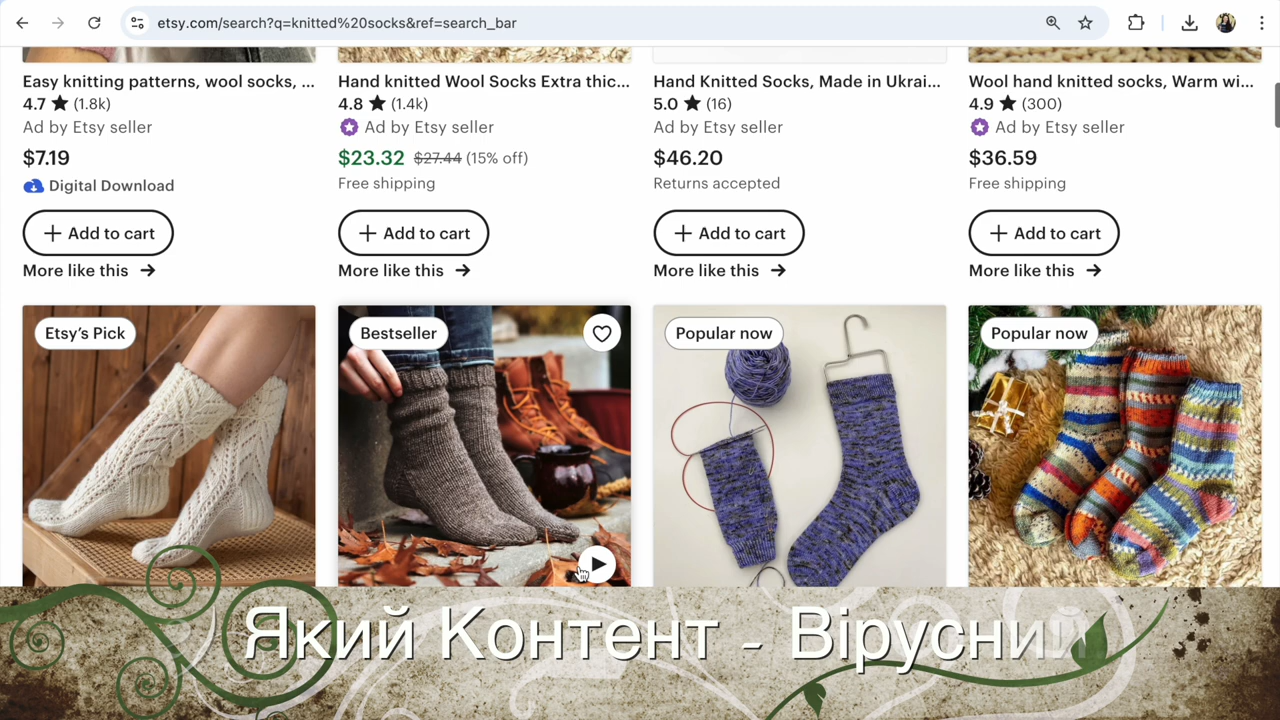 etsy.com/search?q=knitted%20socks&ref=search_bar
Easy knitting patterns, wool socks, ...
4.7 ★ (1.8k)
Ad by Etsy seller
$7.19
Digital Download
+ Add to cart
More like this →
Hand knitted Wool Socks Extra thic...
4.8 ★ (1.4k)
Ad by Etsy seller
$23.32 $27.44 (15% off)
Free shipping
+ Add to cart
More like this →
Hand Knitted Socks, Made in Ukrai...
5.0 ★ (16)
Ad by Etsy seller
$46.20
Returns accepted
+ Add to cart
More like this →
Wool hand knitted socks, Warm wi...
4.9 ★ (300)
Ad by Etsy seller
$36.59
Free shipping
+ Add to cart
More like this →
Etsy’s Pick
Bestseller
Popular now
Popular now
Який Контент - Вірусний